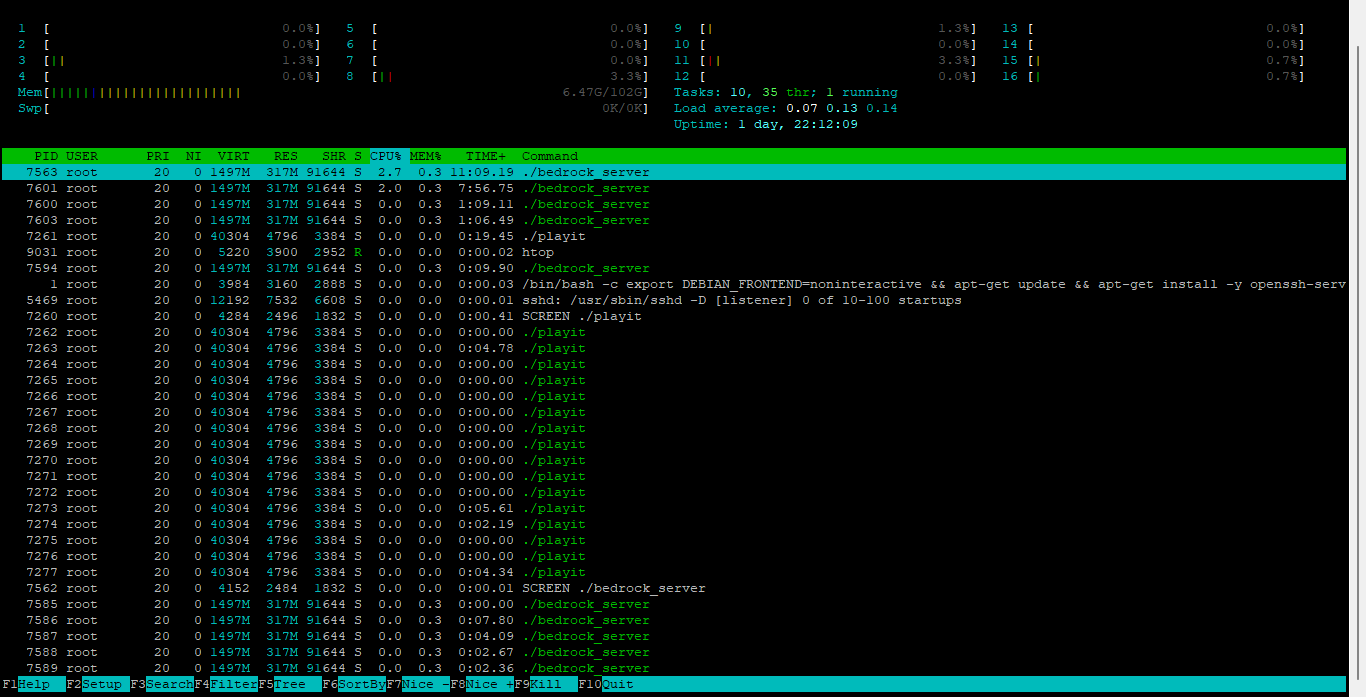 1 [ 0.0%] 5 [ 0.0%] 9 [| 1.3%] 13 [ 0.0%]
2 [ 0.0%] 6 [ 0.0%] 10 [ 0.0%] 14 [ 0.0%]
3 [|| 1.3%] 7 [ 0.0%] 11 [|| 3.3%] 15 [| 0.7%]
4 [ 0.0%] 8 [|| 3.3%] 12 [ 0.0%] 16 [| 0.7%]
Mem[|||||||||||||||||||||||| 6.47G/102G] Tasks: 10, 35 thr; 1 running
Swp[ 0K/0K] Load average: 0.07 0.13 0.14
Uptime: 1 day, 22:12:09
PID USER PRI NI VIRT RES SHR S CPU% MEM% TIME+ Command
7563 root 20 0 1497M 317M 91644 S 2.7 0.3 11:09.19 ./bedrock_server
7601 root 20 0 1497M 317M 91644 S 2.0 0.3 7:56.75 ./bedrock_server
7600 root 20 0 1497M 317M 91644 S 0.0 0.3 1:09.11 ./bedrock_server
7603 root 20 0 1497M 317M 91644 S 0.0 0.3 1:06.49 ./bedrock_server
7261 root 20 0 40304 4796 3384 S 0.0 0.0 0:19.45 ./playit
9031 root 20 0 5220 3900 2952 R 0.0 0.0 0:00.02 htop
7594 root 20 0 1497M 317M 91644 S 0.0 0.3 0:09.90 ./bedrock_server
1 root 20 0 3984 3160 2888 S 0.0 0.0 0:00.03 /bin/bash -c export DEBIAN_FRONTEND=noninteractive && apt-get update && apt-get install -y openssh-serv
5469 root 20 0 12192 7532 6608 S 0.0 0.0 0:00.01 sshd: /usr/sbin/sshd -D [listener] 0 of 10-100 startups
7260 root 20 0 4284 2496 1832 S 0.0 0.0 0:00.41 SCREEN ./playit
7262 root 20 0 40304 4796 3384 S 0.0 0.0 0:00.00 ./playit
7263 root 20 0 40304 4796 3384 S 0.0 0.0 0:04.78 ./playit
7264 root 20 0 40304 4796 3384 S 0.0 0.0 0:00.00 ./playit
7265 root 20 0 40304 4796 3384 S 0.0 0.0 0:00.00 ./playit
7266 root 20 0 40304 4796 3384 S 0.0 0.0 0:00.00 ./playit
7267 root 20 0 40304 4796 3384 S 0.0 0.0 0:00.00 ./playit
7268 root 20 0 40304 4796 3384 S 0.0 0.0 0:00.00 ./playit
7269 root 20 0 40304 4796 3384 S 0.0 0.0 0:00.00 ./playit
7270 root 20 0 40304 4796 3384 S 0.0 0.0 0:00.00 ./playit
7271 root 20 0 40304 4796 3384 S 0.0 0.0 0:00.00 ./playit
7272 root 20 0 40304 4796 3384 S 0.0 0.0 0:00.00 ./playit
7273 root 20 0 40304 4796 3384 S 0.0 0.0 0:05.61 ./playit
7274 root 20 0 40304 4796 3384 S 0.0 0.0 0:02.19 ./playit
7275 root 20 0 40304 4796 3384 S 0.0 0.0 0:00.00 ./playit
7276 root 20 0 40304 4796 3384 S 0.0 0.0 0:00.00 ./playit
7277 root 20 0 40304 4796 3384 S 0.0 0.0 0:04.34 ./playit
7562 root 20 0 4152 2484 1832 S 0.0 0.0 0:00.01 SCREEN ./bedrock_server
7585 root 20 0 1497M 317M 91644 S 0.0 0.3 0:00.00 ./bedrock_server
7586 root 20 0 1497M 317M 91644 S 0.0 0.3 0:07.80 ./bedrock_server
7587 root 20 0 1497M 317M 91644 S 0.0 0.3 0:04.09 ./bedrock_server
7588 root 20 0 1497M 317M 91644 S 0.0 0.3 0:02.67 ./bedrock_server
7589 root 20 0 1497M 317M 91644 S 0.0 0.3 0:02.36 ./bedrock_server
F1Help F2Setup F3SearchF4FilterF5Tree F6SortByF7Nice -F8Nice +F9Kill F10Quit